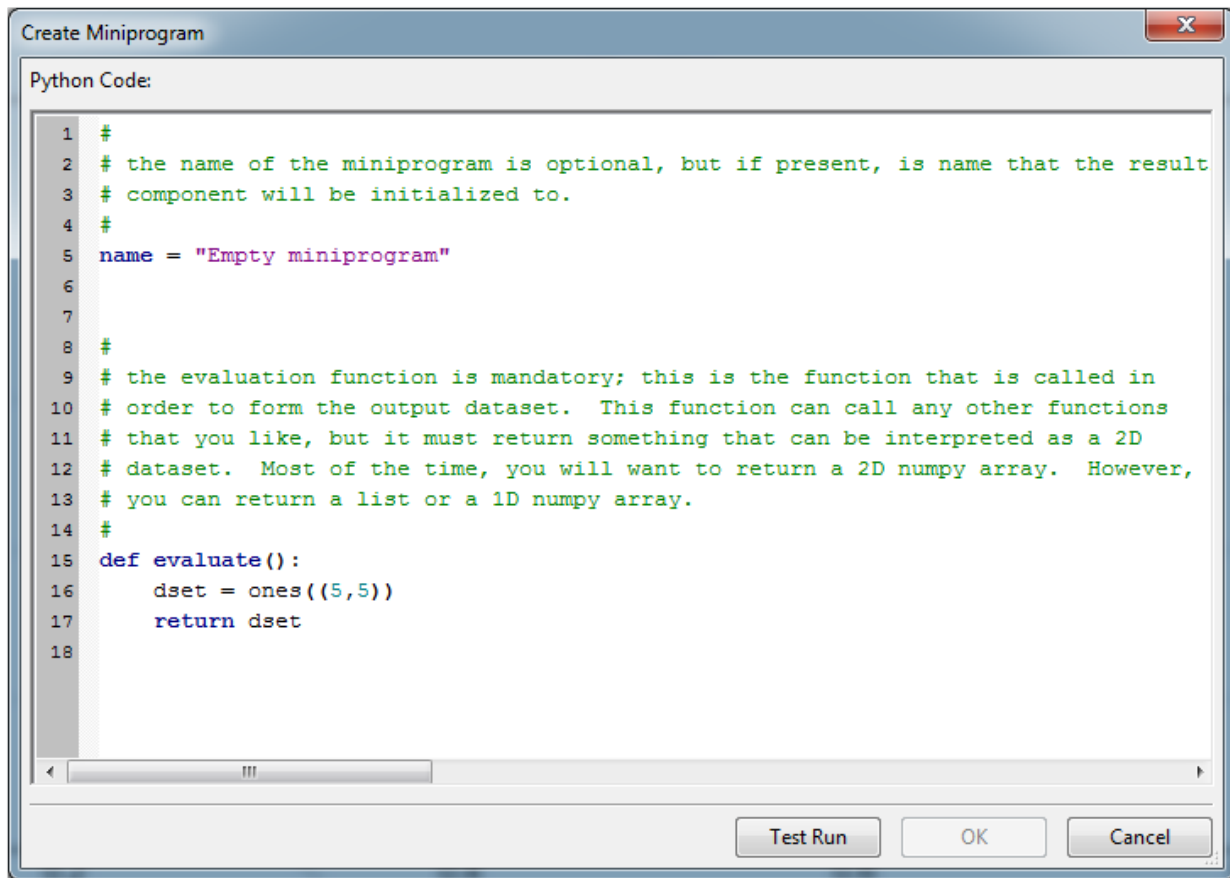 Create Miniprogram
Python Code:
1 #
2 # the name of the miniprogram is optional, but if present, is name that the result
3 # component will be initialized to.
4 #
5 name = "Empty miniprogram"
6
7
8 #
9 # the evaluation function is mandatory; this is the function that is called in
10 # order to form the output dataset.  This function can call any other functions
11 # that you like, but it must return something that can be interpreted as a 2D
12 # dataset.  Most of the time, you will want to return a 2D numpy array.  However,
13 # you can return a list or a 1D numpy array.
14 #
15 def evaluate():
16     dset = ones((5,5))
17     return dset
18
Test Run OK Cancel